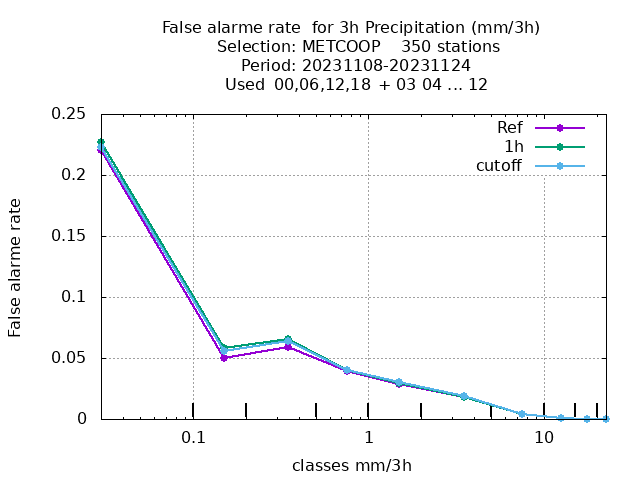 False alarme rate  for 3h Precipitation (mm/3h)
Selection: METCOOP    350 stations
Period: 20231108-20231124
Used  00,06,12,18  + 03 04 ... 12
0.25
0.2
0.15
0.1
0.05
0
False alarme rate
Ref
1h
cutoff
0.1
1
10
classes mm/3h